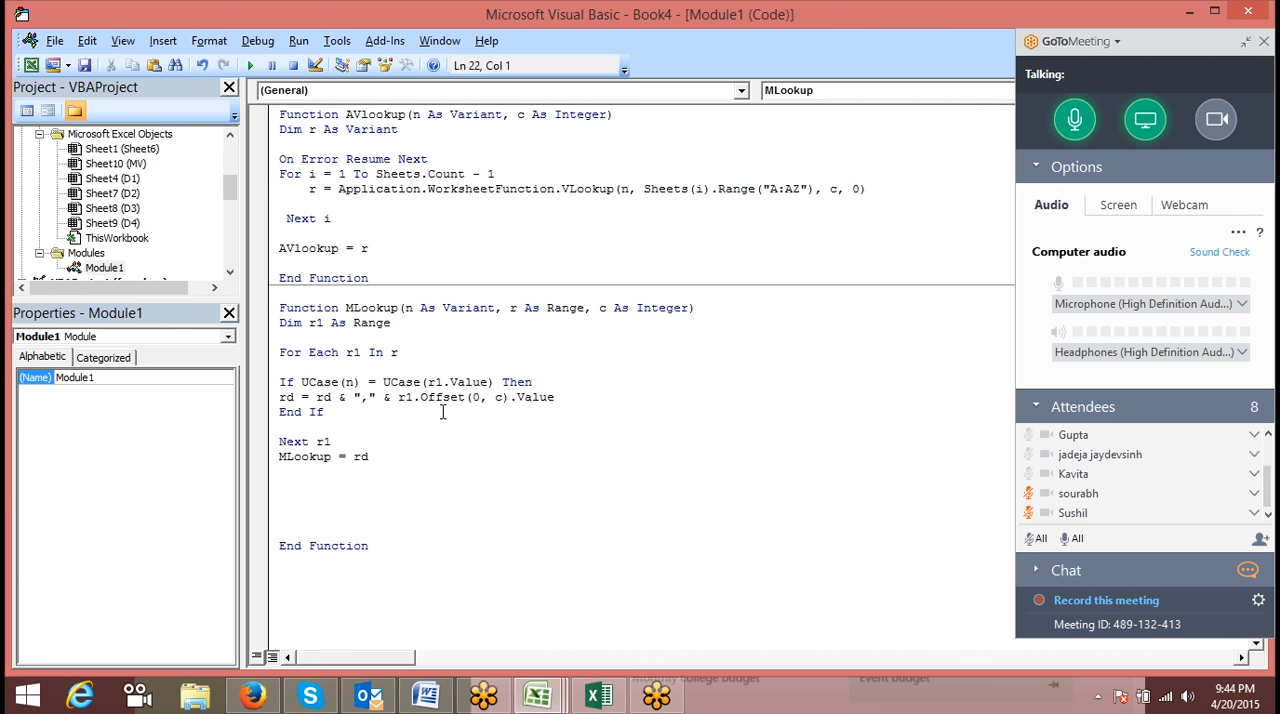 Microsoft Visual Basic - Book4 - [Module1 (Code)]
File Edit View Insert Format Debug Run Tools Add-Ins Window Help
Ln 22, Col 1
Project - VBAProject
Microsoft Excel Objects
Sheet1 (Sheet6)
Sheet10 (MV)
Sheet4 (D1)
Sheet7 (D2)
Sheet8 (D3)
Sheet9 (D4)
ThisWorkbook
Modules
Module1
Properties - Module1
Module1 Module
Alphabetic Categorized
(Name) Module1
(General) MLookup
Function AVlookup(n As Variant, c As Integer)
Dim r As Variant
On Error Resume Next
For i = 1 To Sheets.Count - 1
r = Application.WorksheetFunction.VLookup(n, Sheets(i).Range("A:AZ"), c, 0)
Next i
AVlookup = r
End Function
Function MLookup(n As Variant, r As Range, c As Integer)
Dim r1 As Range
For Each r1 In r
If UCase(n) = UCase(r1.Value) Then
rd = rd & "," & r1.Offset(0, c).Value
End If
Next r1
MLookup = rd
End Function
GoToMeeting
Talking:
Options
Audio Screen Webcam
... ?
Computer audio Sound Check
Microphone (High Definition Aud...)
Headphones (High Definition Aud...)
Attendees 8
Gupta
jadeja jaydevsinh
Kavita
sourabh
Sushil
All All
Chat
Record this meeting
Meeting ID: 489-132-413
Monthly college budget Event budget
9:44 PM
4/20/2015